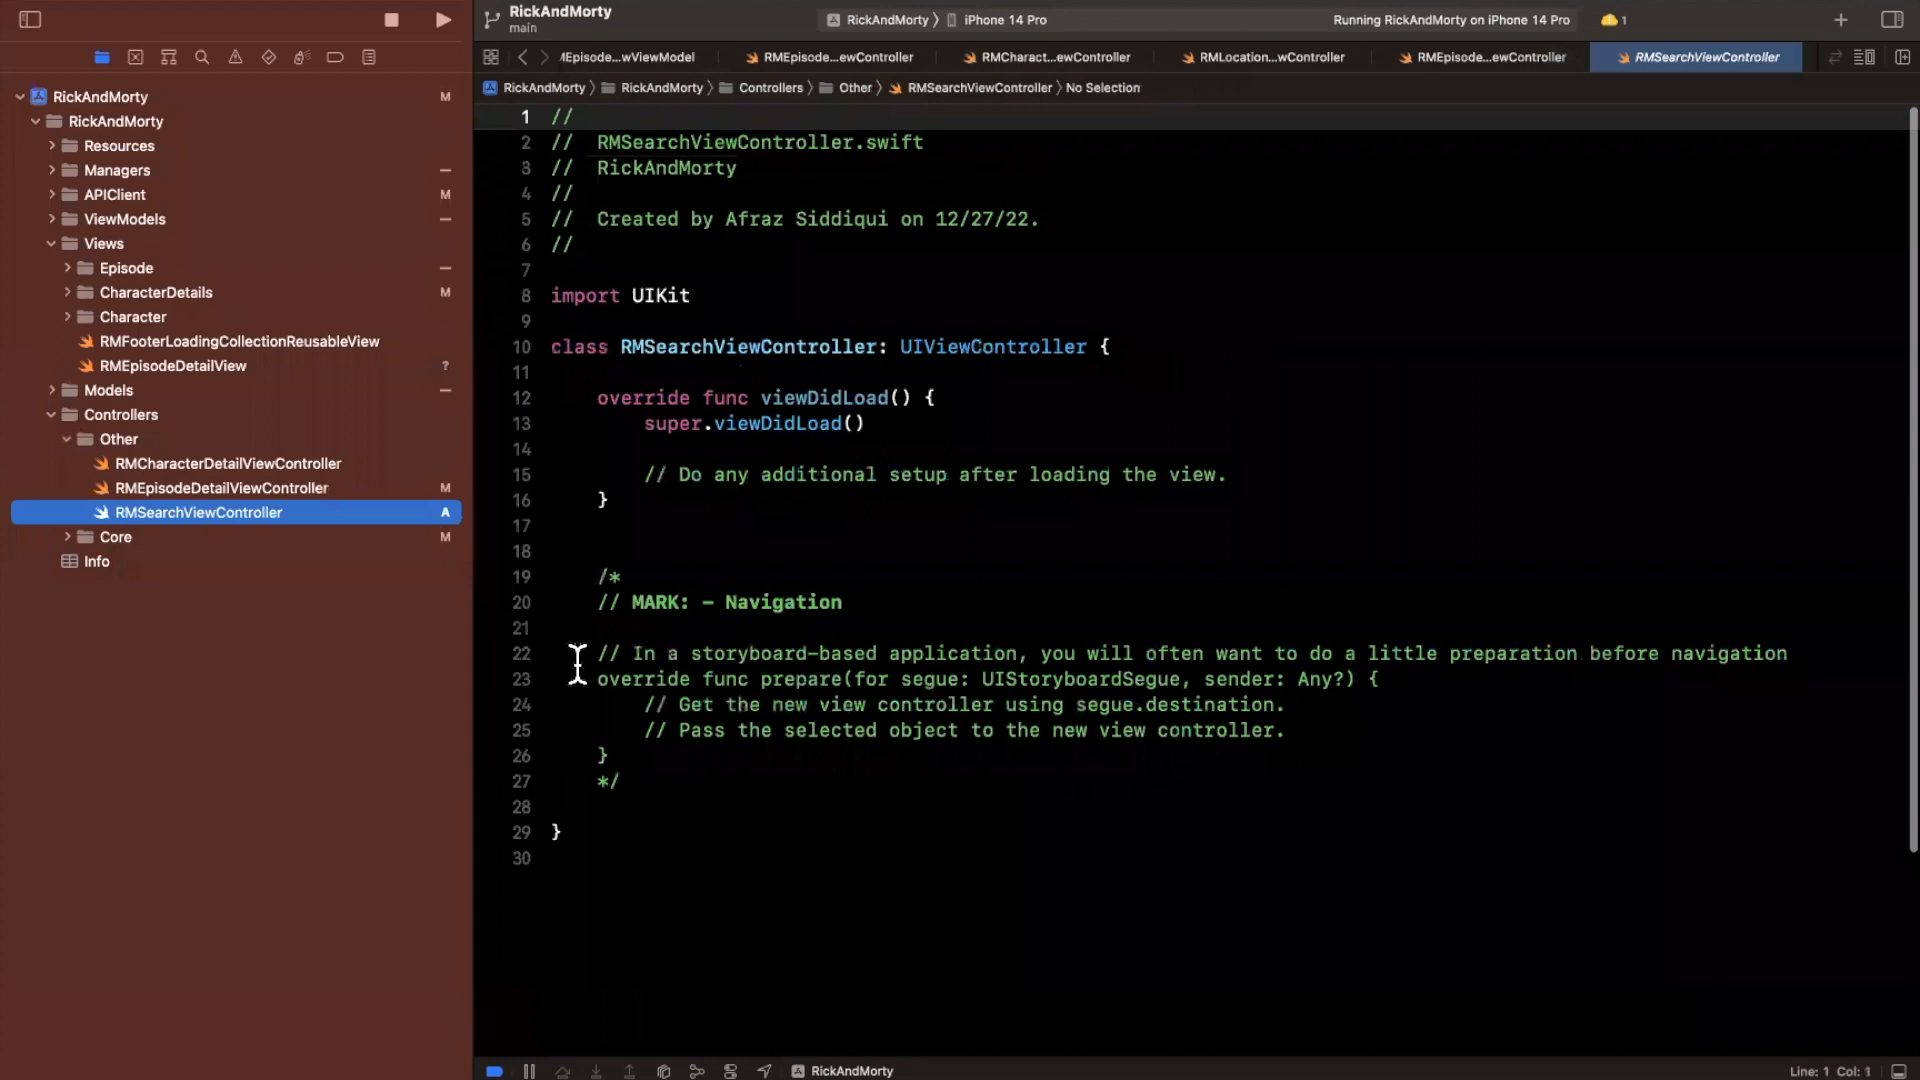 RickAndMorty
main
RickAndMorty
iPhone 14 Pro
Running RickAndMorty on iPhone 14 Pro
1
Episode...wViewModel
RMEpisode...ewController
RMCharact...ewController
RMLocation...wController
RMEpisode...ewController
RMSearchViewController
RickAndMorty
RickAndMorty
Controllers
Other
RMSearchViewController
No Selection
RickAndMorty M
RickAndMorty
Resources
Managers
APIClient M
ViewModels
Views
Episode
CharacterDetails M
Character
RMFooterLoadingCollectionReusableView
RMEpisodeDetailView ?
Models
Controllers
Other
RMCharacterDetailViewController
RMEpisodeDetailViewController M
RMSearchViewController A
Core M
Info
1 //
2 //  RMSearchViewController.swift
3 //  RickAndMorty
4 //
5 //  Created by Afraz Siddiqui on 12/27/22.
6 //
7
8 import UIKit
9
10 class RMSearchViewController: UIViewController {
11
12     override func viewDidLoad() {
13         super.viewDidLoad()
14
15         // Do any additional setup after loading the view.
16     }
17
18
19     /*
20     // MARK: - Navigation
21
22     // In a storyboard-based application, you will often want to do a little preparation before navigation
23     override func prepare(for segue: UIStoryboardSegue, sender: Any?) {
24         // Get the new view controller using segue.destination.
25         // Pass the selected object to the new view controller.
26     }
27     */
28
29 }
30
RickAndMorty
Line: 1  Col: 1